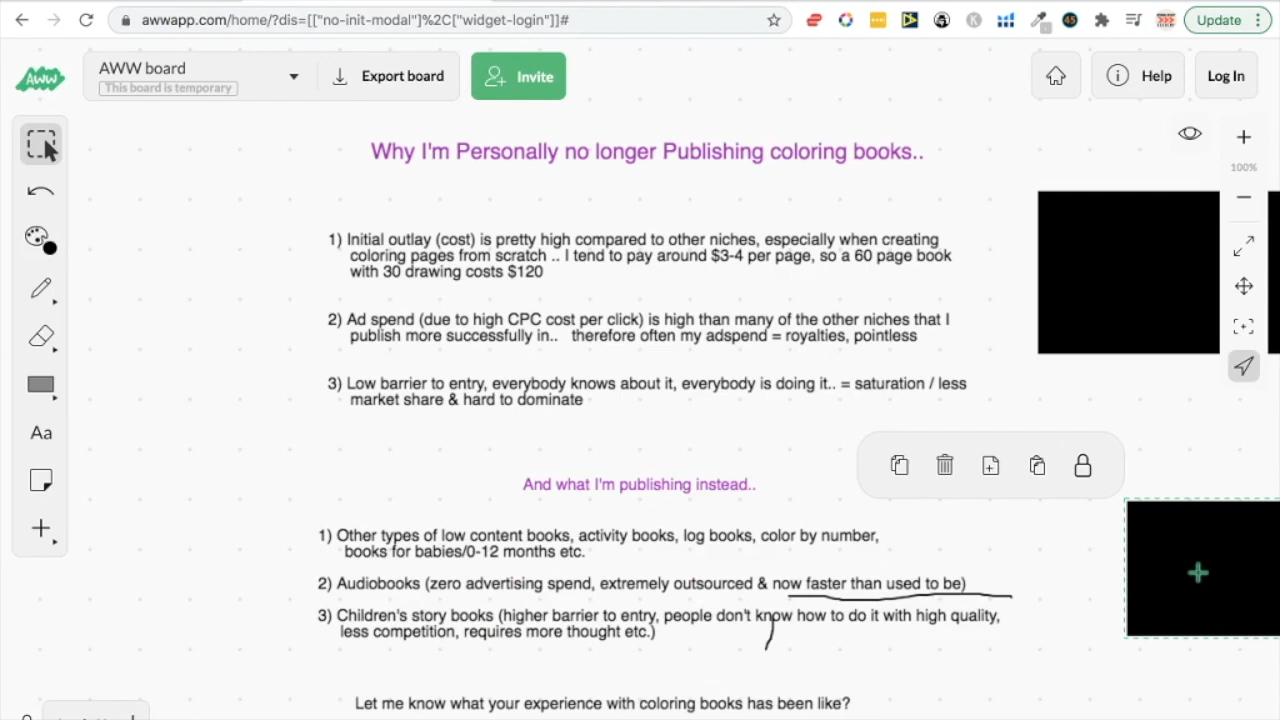 awwapp.com/home/?dis=[["no-init-modal"]%2C["widget-login"]]#
45
Update
AWW
AWW board
This board is temporary
Export board
Invite
Help
Log In
Why I'm Personally no longer Publishing coloring books..
100%
1) Initial outlay (cost) is pretty high compared to other niches, especially when creating
coloring pages from scratch .. I tend to pay around $3-4 per page, so a 60 page book
with 30 drawing costs $120
2) Ad spend (due to high CPC cost per click) is high than many of the other niches that I
publish more successfully in.. therefore often my adspend = royalties, pointless
3) Low barrier to entry, everybody knows about it, everybody is doing it.. = saturation / less
market share & hard to dominate
Aa
And what I'm publishing instead..
1) Other types of low content books, activity books, log books, color by number,
books for babies/0-12 months etc.
2) Audiobooks (zero advertising spend, extremely outsourced & now faster than used to be)
3) Children's story books (higher barrier to entry, people don't know how to do it with high quality,
less competition, requires more thought etc.)
Let me know what your experience with coloring books has been like?